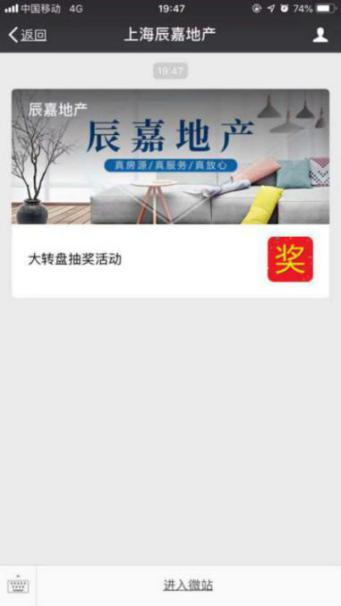 中国移动 4G 19:47 74%
返回 上海辰嘉地产
19:47
辰嘉地产
辰嘉地产
真房源/真服务/真放心
大转盘抽奖活动
奖
进入微站